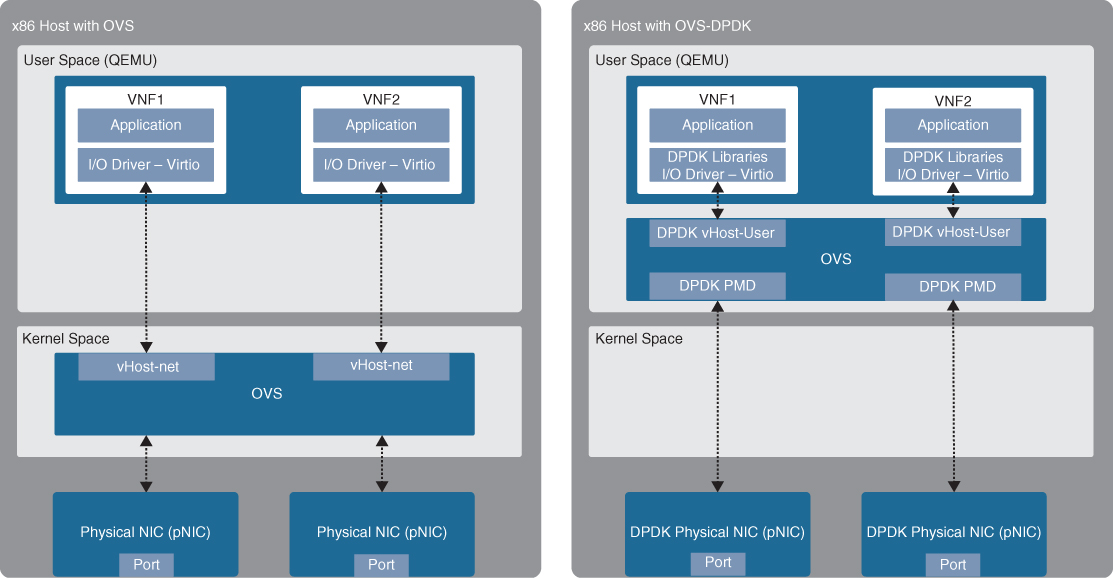 x86 Host with OVS
User Space (QEMU)
VNF1
Application
I/O Driver – Virtio
VNF2
Application
I/O Driver – Virtio
Kernel Space
vHost-net
vHost-net
OVS
Physical NIC (pNIC)
Port
Physical NIC (pNIC)
Port
x86 Host with OVS-DPDK
User Space (QEMU)
VNF1
Application
DPDK Libraries
I/O Driver – Virtio
VNF2
Application
DPDK Libraries
I/O Driver – Virtio
DPDK vHost-User
DPDK vHost-User
OVS
DPDK PMD
DPDK PMD
Kernel Space
DPDK Physical NIC (pNIC)
Port
DPDK Physical NIC (pNIC)
Port